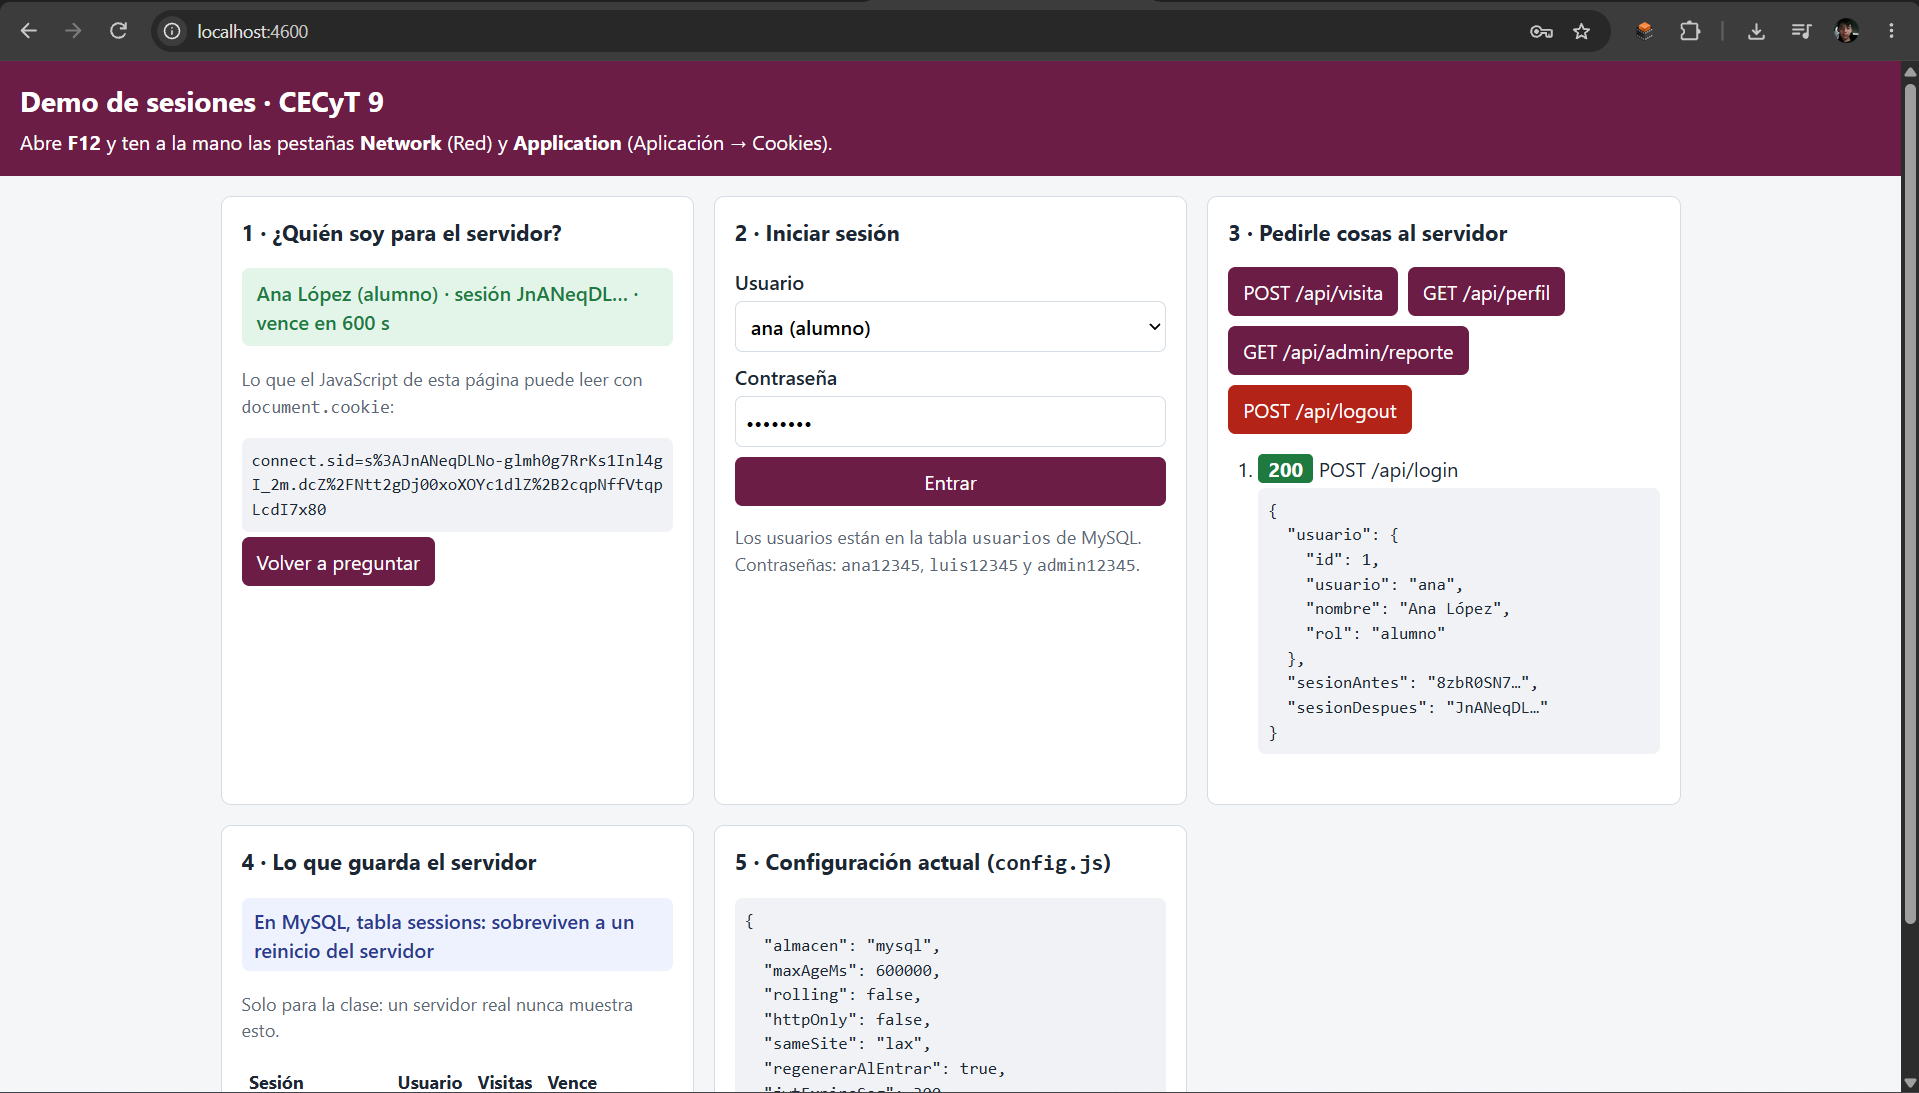 localhost:4600
Demo de sesiones · CECyT 9
Abre F12 y ten a la mano las pestañas Network (Red) y Application (Aplicación → Cookies).
1 · ¿Quién soy para el servidor?
Ana López (alumno) · sesión JnANeqDL… ·
vence en 600 s
Lo que el JavaScript de esta página puede leer con
document.cookie:
connect.sid=s%3AJnANeqDLNo-glmh0g7RrKs1Inl4g
I_2m.dcZ%2FNtt2gDj00xoXOYc1dlZ%2B2cqpNffVtqp
LcdI7x80
Volver a preguntar
2 · Iniciar sesión
Usuario
ana (alumno)
Contraseña
••••••••
Entrar
Los usuarios están en la tabla usuarios de MySQL.
Contraseñas: ana12345, luis12345 y admin12345.
3 · Pedirle cosas al servidor
POST /api/visita
GET /api/perfil
GET /api/admin/reporte
POST /api/logout
1. 200 POST /api/login
{
"usuario": {
"id": 1,
"usuario": "ana",
"nombre": "Ana López",
"rol": "alumno"
},
"sesionAntes": "8zbR0SN7…",
"sesionDespues": "JnANeqDL…"
}
4 · Lo que guarda el servidor
En MySQL, tabla sessions: sobreviven a un
reinicio del servidor
Solo para la clase: un servidor real nunca muestra
esto.
Sesión Usuario Visitas Vence
5 · Configuración actual (config.js)
{
"almacen": "mysql",
"maxAgeMs": 600000,
"rolling": false,
"httpOnly": false,
"sameSite": "lax",
"regenerarAlEntrar": true,